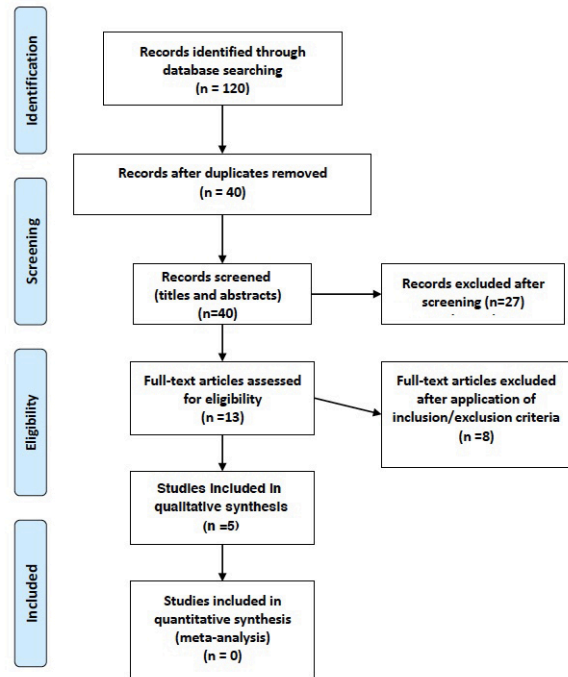 Identification
Records identified through
database searching
(n = 120)
Records after duplicates removed
(n = 40)
Screening
Records screened
(titles and abstracts)
(n=40)
Records excluded after
screening (n=27)
Eligibility
Full-text articles assessed
for eligibility
(n =13)
Full-text articles excluded
after application of
inclusion/exclusion criteria
(n =8)
Studies included in
qualitative synthesis
(n =5)
Included
Studies included in
quantitative synthesis
(meta-analysis)
(n = 0)